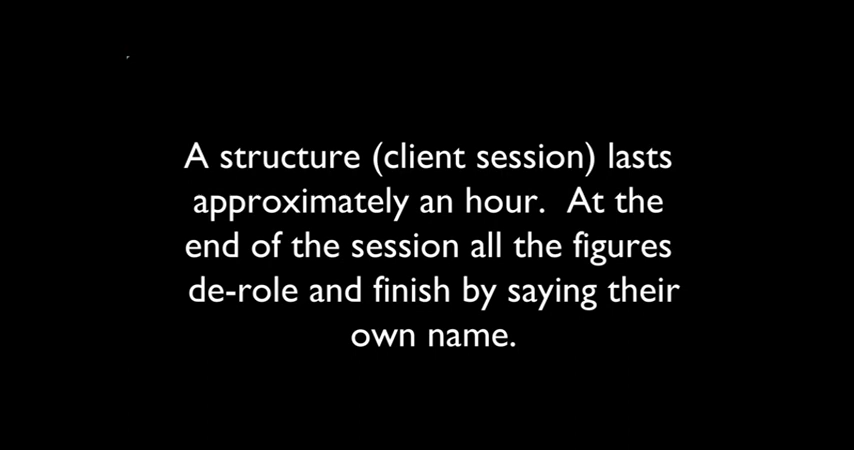 A structure (client session) lasts
approximately an hour.  At the
end of the session all the figures
de-role and finish by saying their
own name.